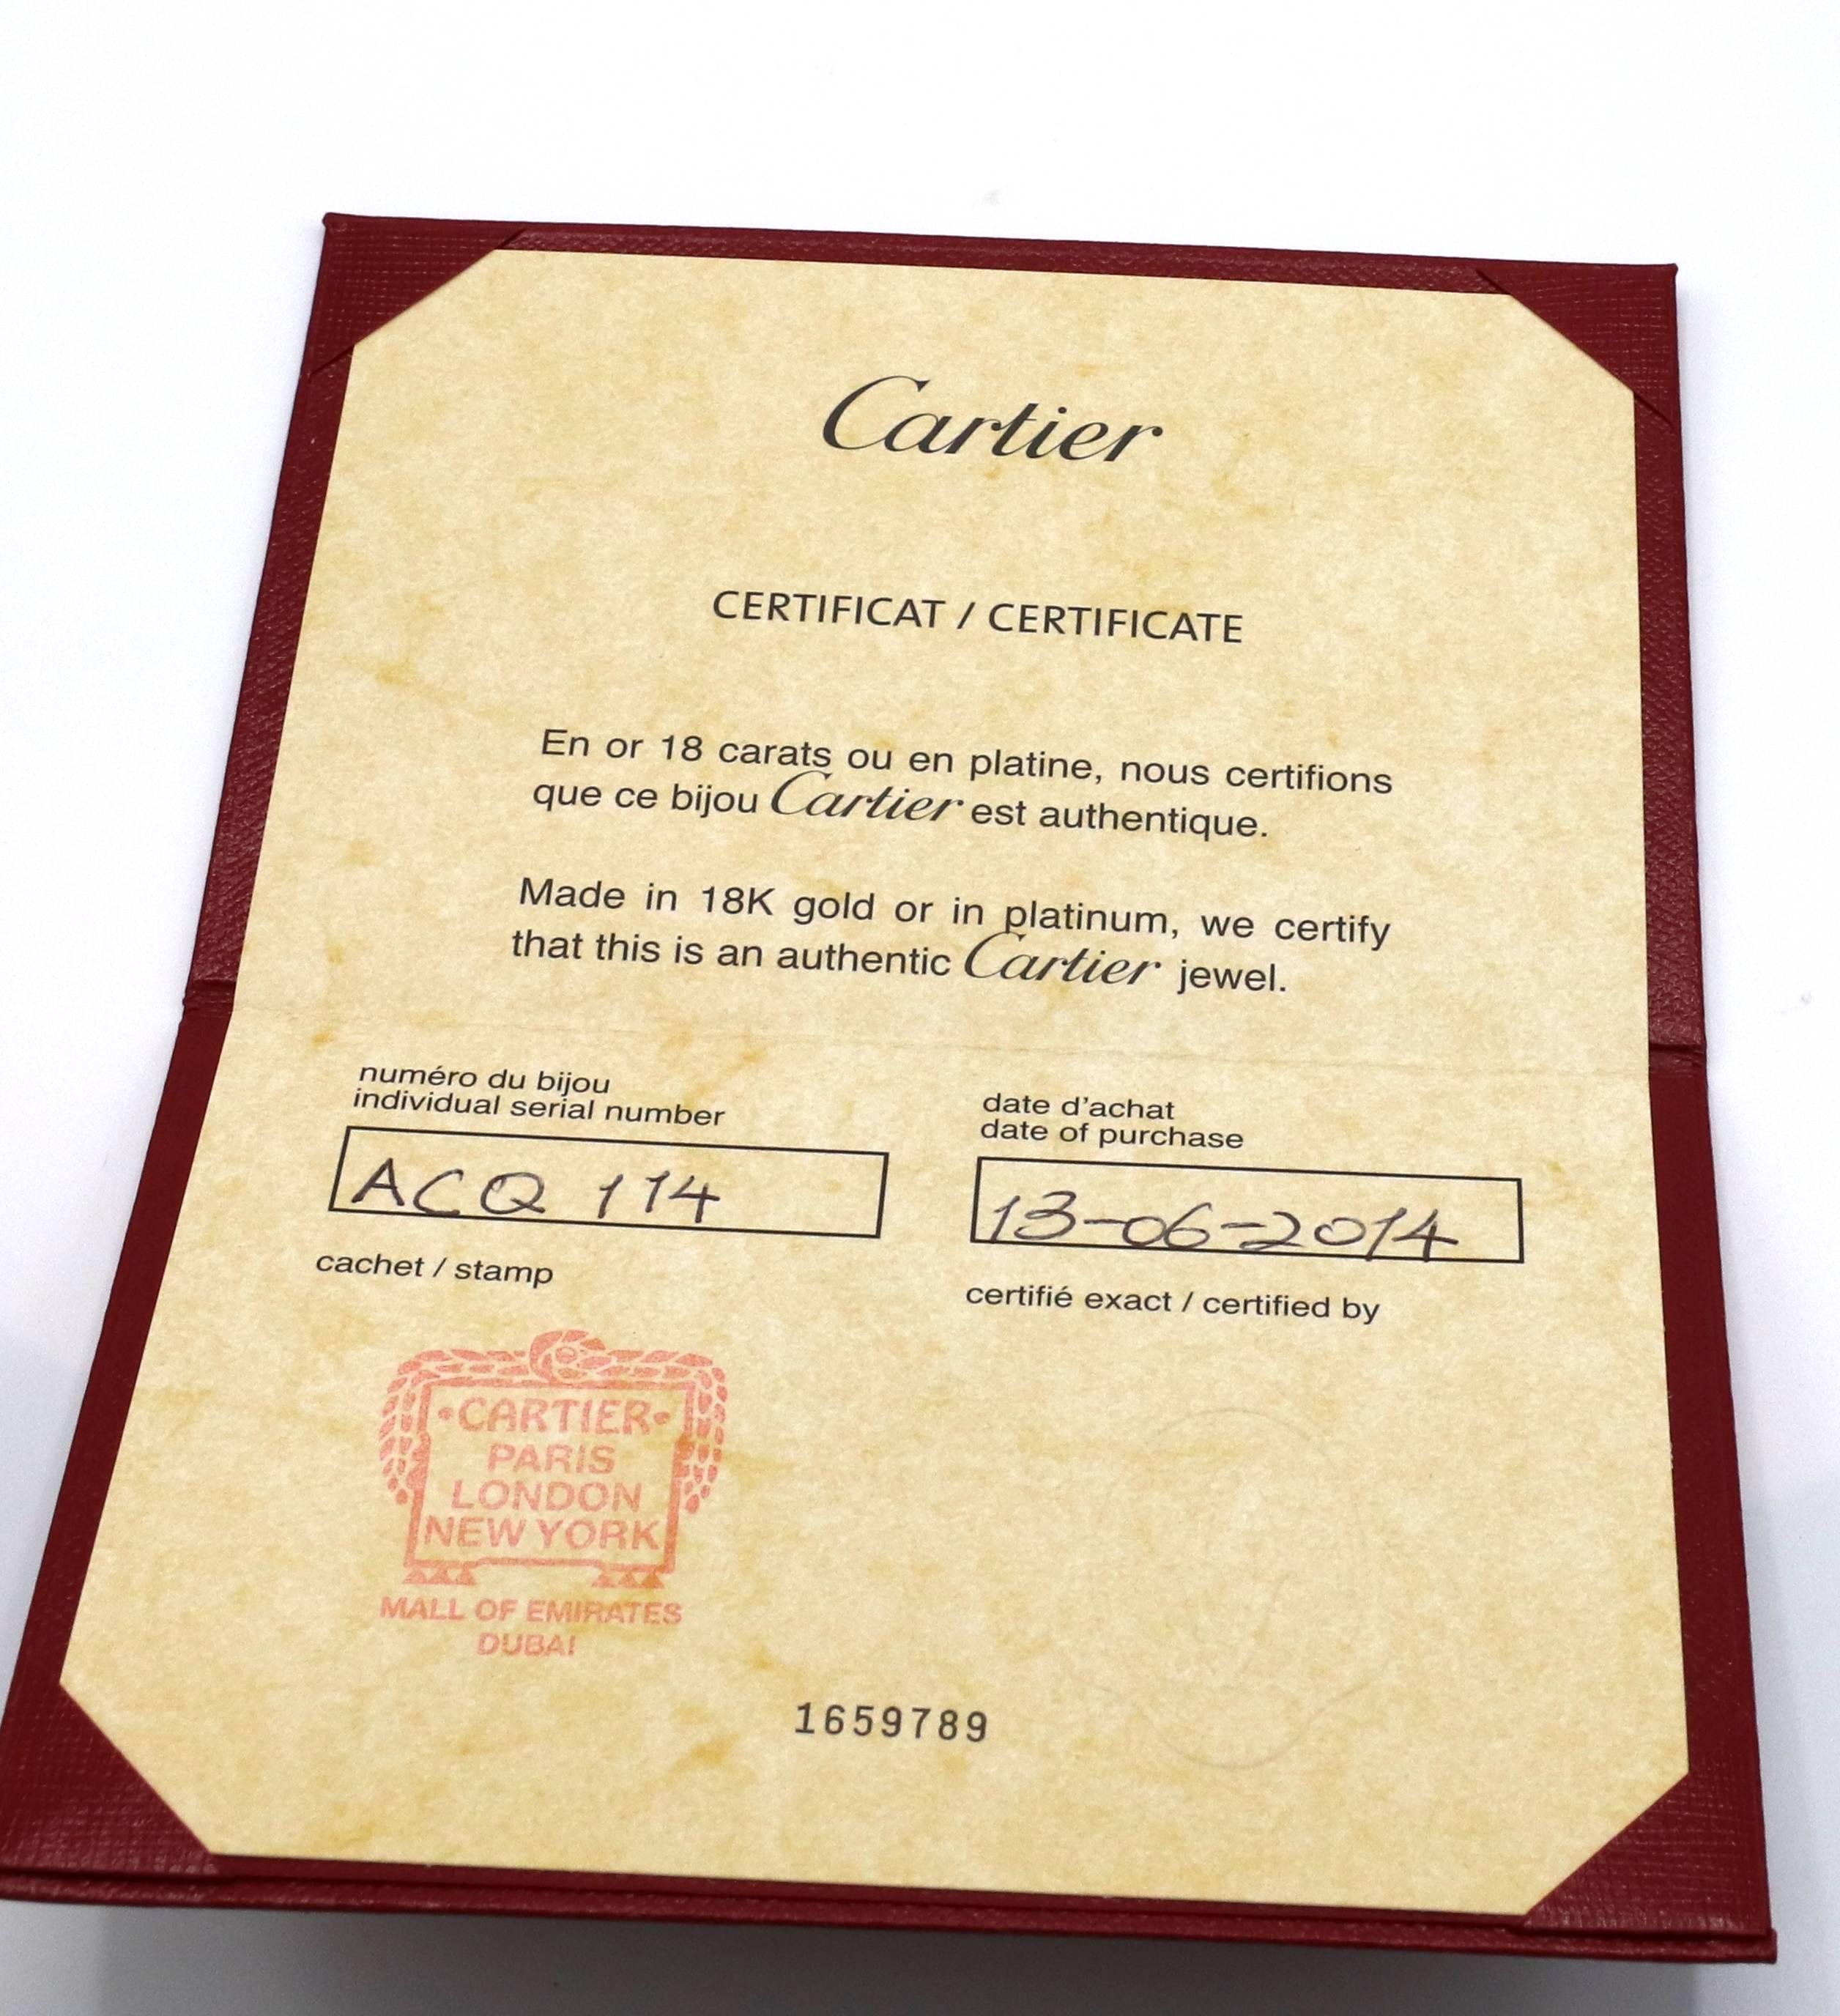 Cartier
CERTIFICAT / CERTIFICATE
En or 18 carats ou en platine, nous certifions
que ce bijou Cartier est authentique.
Made in 18K gold or in platinum, we certify
that this is an authentic Cartier jewel.
numéro du bijou
individual serial number
ACQ 114
date d'achat
date of purchase
13-06-2014
cachet / stamp
certifié exact / certified by
•CARTIER•
PARIS
LONDON
NEW YORK
MALL OF EMIRATES
DUBAI
1659789